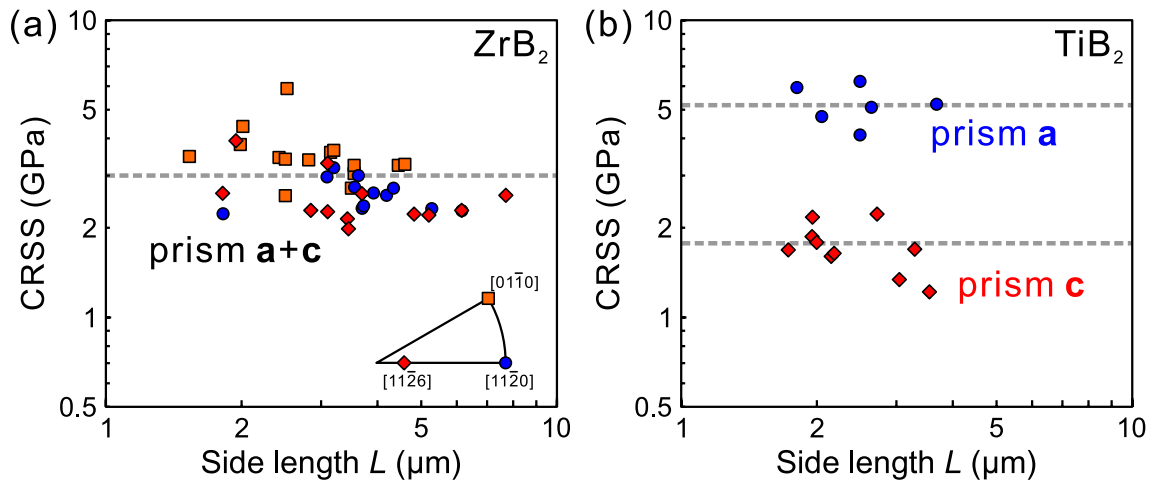 (a)
ZrB₂
CRSS (GPa)
10
5
2
1
0.5
prism a+c
[011̄0]
[112̄6]
[112̄0]
1
2
5
10
Side length L (μm)
(b)
TiB₂
CRSS (GPa)
10
5
2
1
0.5
prism a
prism c
1
2
5
10
Side length L (μm)